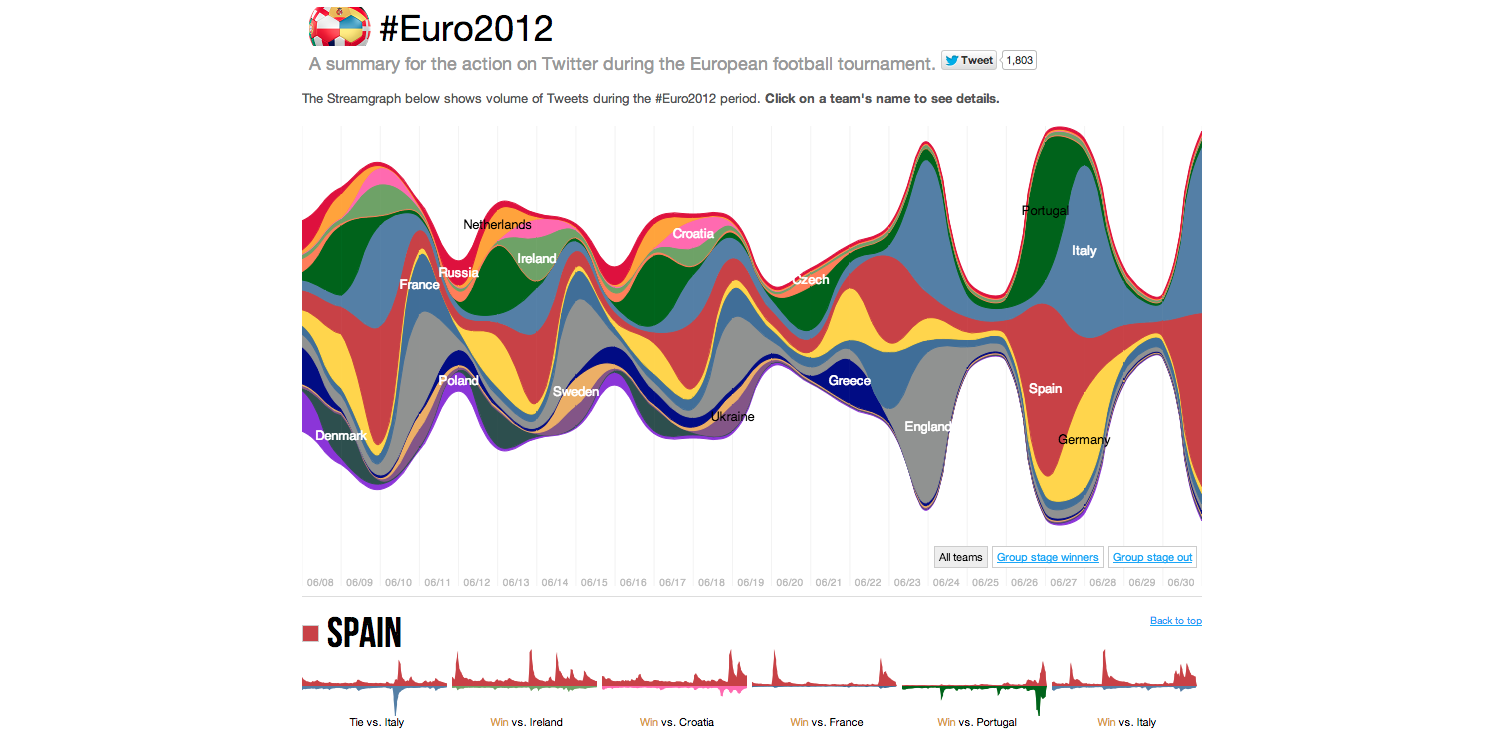 #Euro2012
A summary for the action on Twitter during the European football tournament. Tweet 1,803
The Streamgraph below shows volume of Tweets during the #Euro2012 period. Click on a team's name to see details.
Portugal
Netherlands
Croatia
Italy
Ireland
Russia
Czech
France
Poland
Greece
Spain
Sweden
Ukraine
England
Denmark
Germany
All teams Group stage winners Group stage out
06/08 06/09 06/10 06/11 06/12 06/13 06/14 06/15 06/16 06/17 06/18 06/19 06/20 06/21 06/22 06/23 06/24 06/25 06/26 06/27 06/28 06/29 06/30
SPAIN Back to top
Tie vs. Italy Win vs. Ireland Win vs. Croatia Win vs. France Win vs. Portugal Win vs. Italy